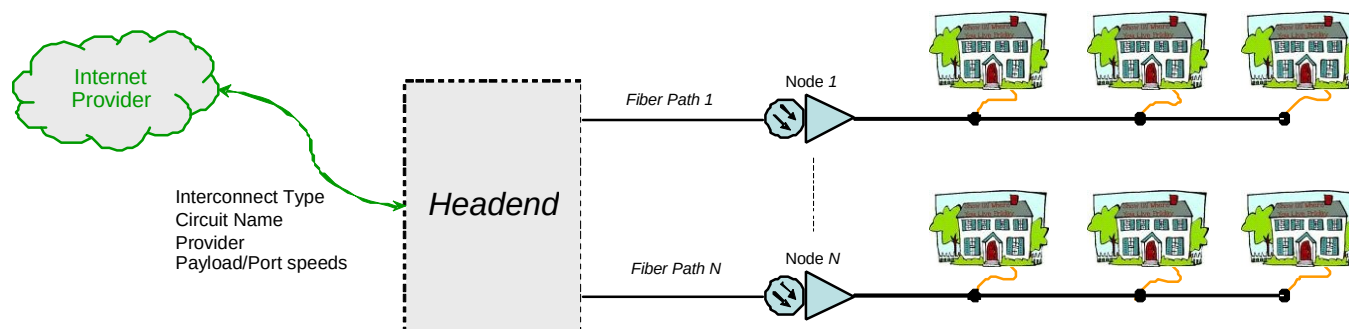 Internet
Provider
Interconnect Type
Circuit Name
Provider
Payload/Port speeds
Headend
Fiber Path 1
Node 1
Fiber Path N
Node N